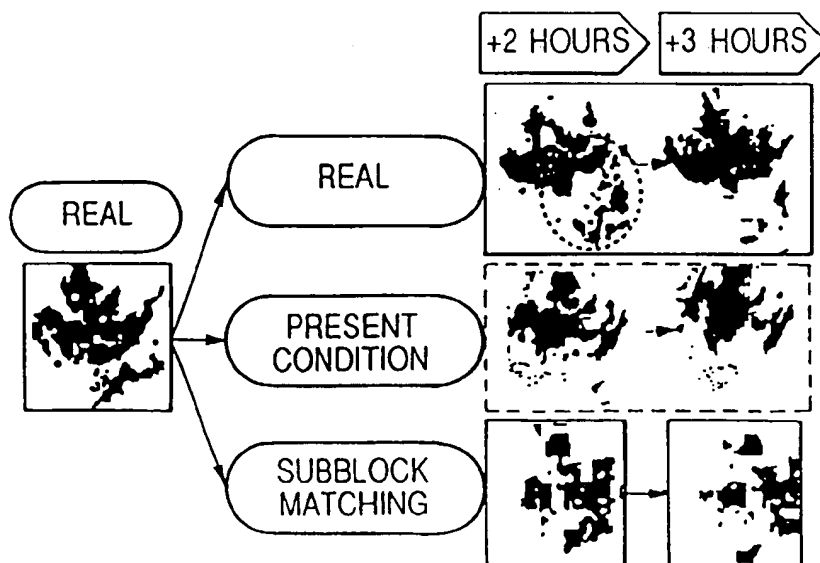 +2 HOURS
+3 HOURS
REAL
REAL
PRESENT
CONDITION
SUBBLOCK
MATCHING